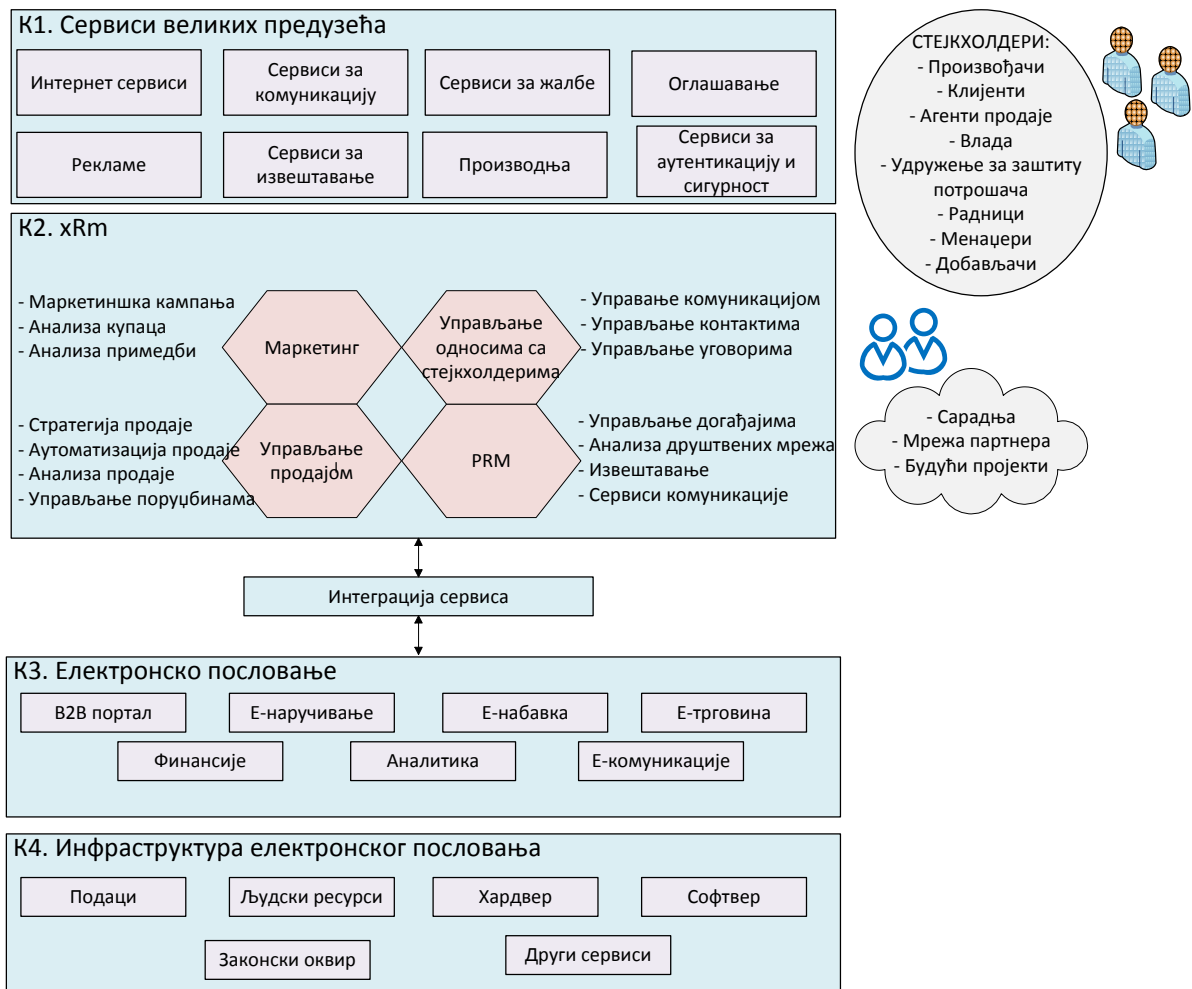 К1. Сервиси великих предузећа
Интернет сервиси
Сервиси за
комуникацију
Сервиси за жалбе
Оглашавање
Рекламе
Сервиси за
извештавање
Производња
Сервиси за
аутентикацију и
сигурност
К2. xRm
- Маркетиншка кампања
- Анализа купаца
- Анализа примедби
Маркетинг
Управљање
односима са
стејкхолдерима
- Управање комуникацијом
- Управљање контактима
- Управљање уговорима
- Стратегија продаје
- Аутоматизација продаје
- Анализа продаје
- Управљање поруџбинама
Управљање
продајом
PRM
- Управљање догађајима
- Анализа друштвених мрежа
- Извештавање
- Сервиси комуникације
Интеграција сервиса
К3. Електронско пословање
B2B портал
Е-наручивање
Е-набавка
Е-трговина
Финансије
Аналитика
Е-комуникације
К4. Инфраструктура електронског пословања
Подаци
Људски ресурси
Хардвер
Софтвер
Законски оквир
Други сервиси
СТЕЈКХОЛДЕРИ:
- Произвођачи
- Клијенти
- Агенти продаје
- Влада
- Удружење за заштиту
потрошача
- Радници
- Менаџери
- Добављачи
- Сарадња
- Мрежа партнера
- Будући пројекти